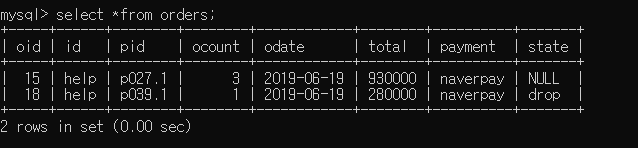 mysql> select *from orders;
+-----+------+--------+--------+------------+--------+----------+-------+
| oid | id | pid | ocount | odate | total | payment | state |
+-----+------+--------+--------+------------+--------+----------+-------+
| 15 | help | p027.1 | 3 | 2019-06-19 | 930000 | naverpay | NULL |
| 18 | help | p039.1 | 1 | 2019-06-19 | 280000 | naverpay | drop |
+-----+------+--------+--------+------------+--------+----------+-------+
2 rows in set (0.00 sec)